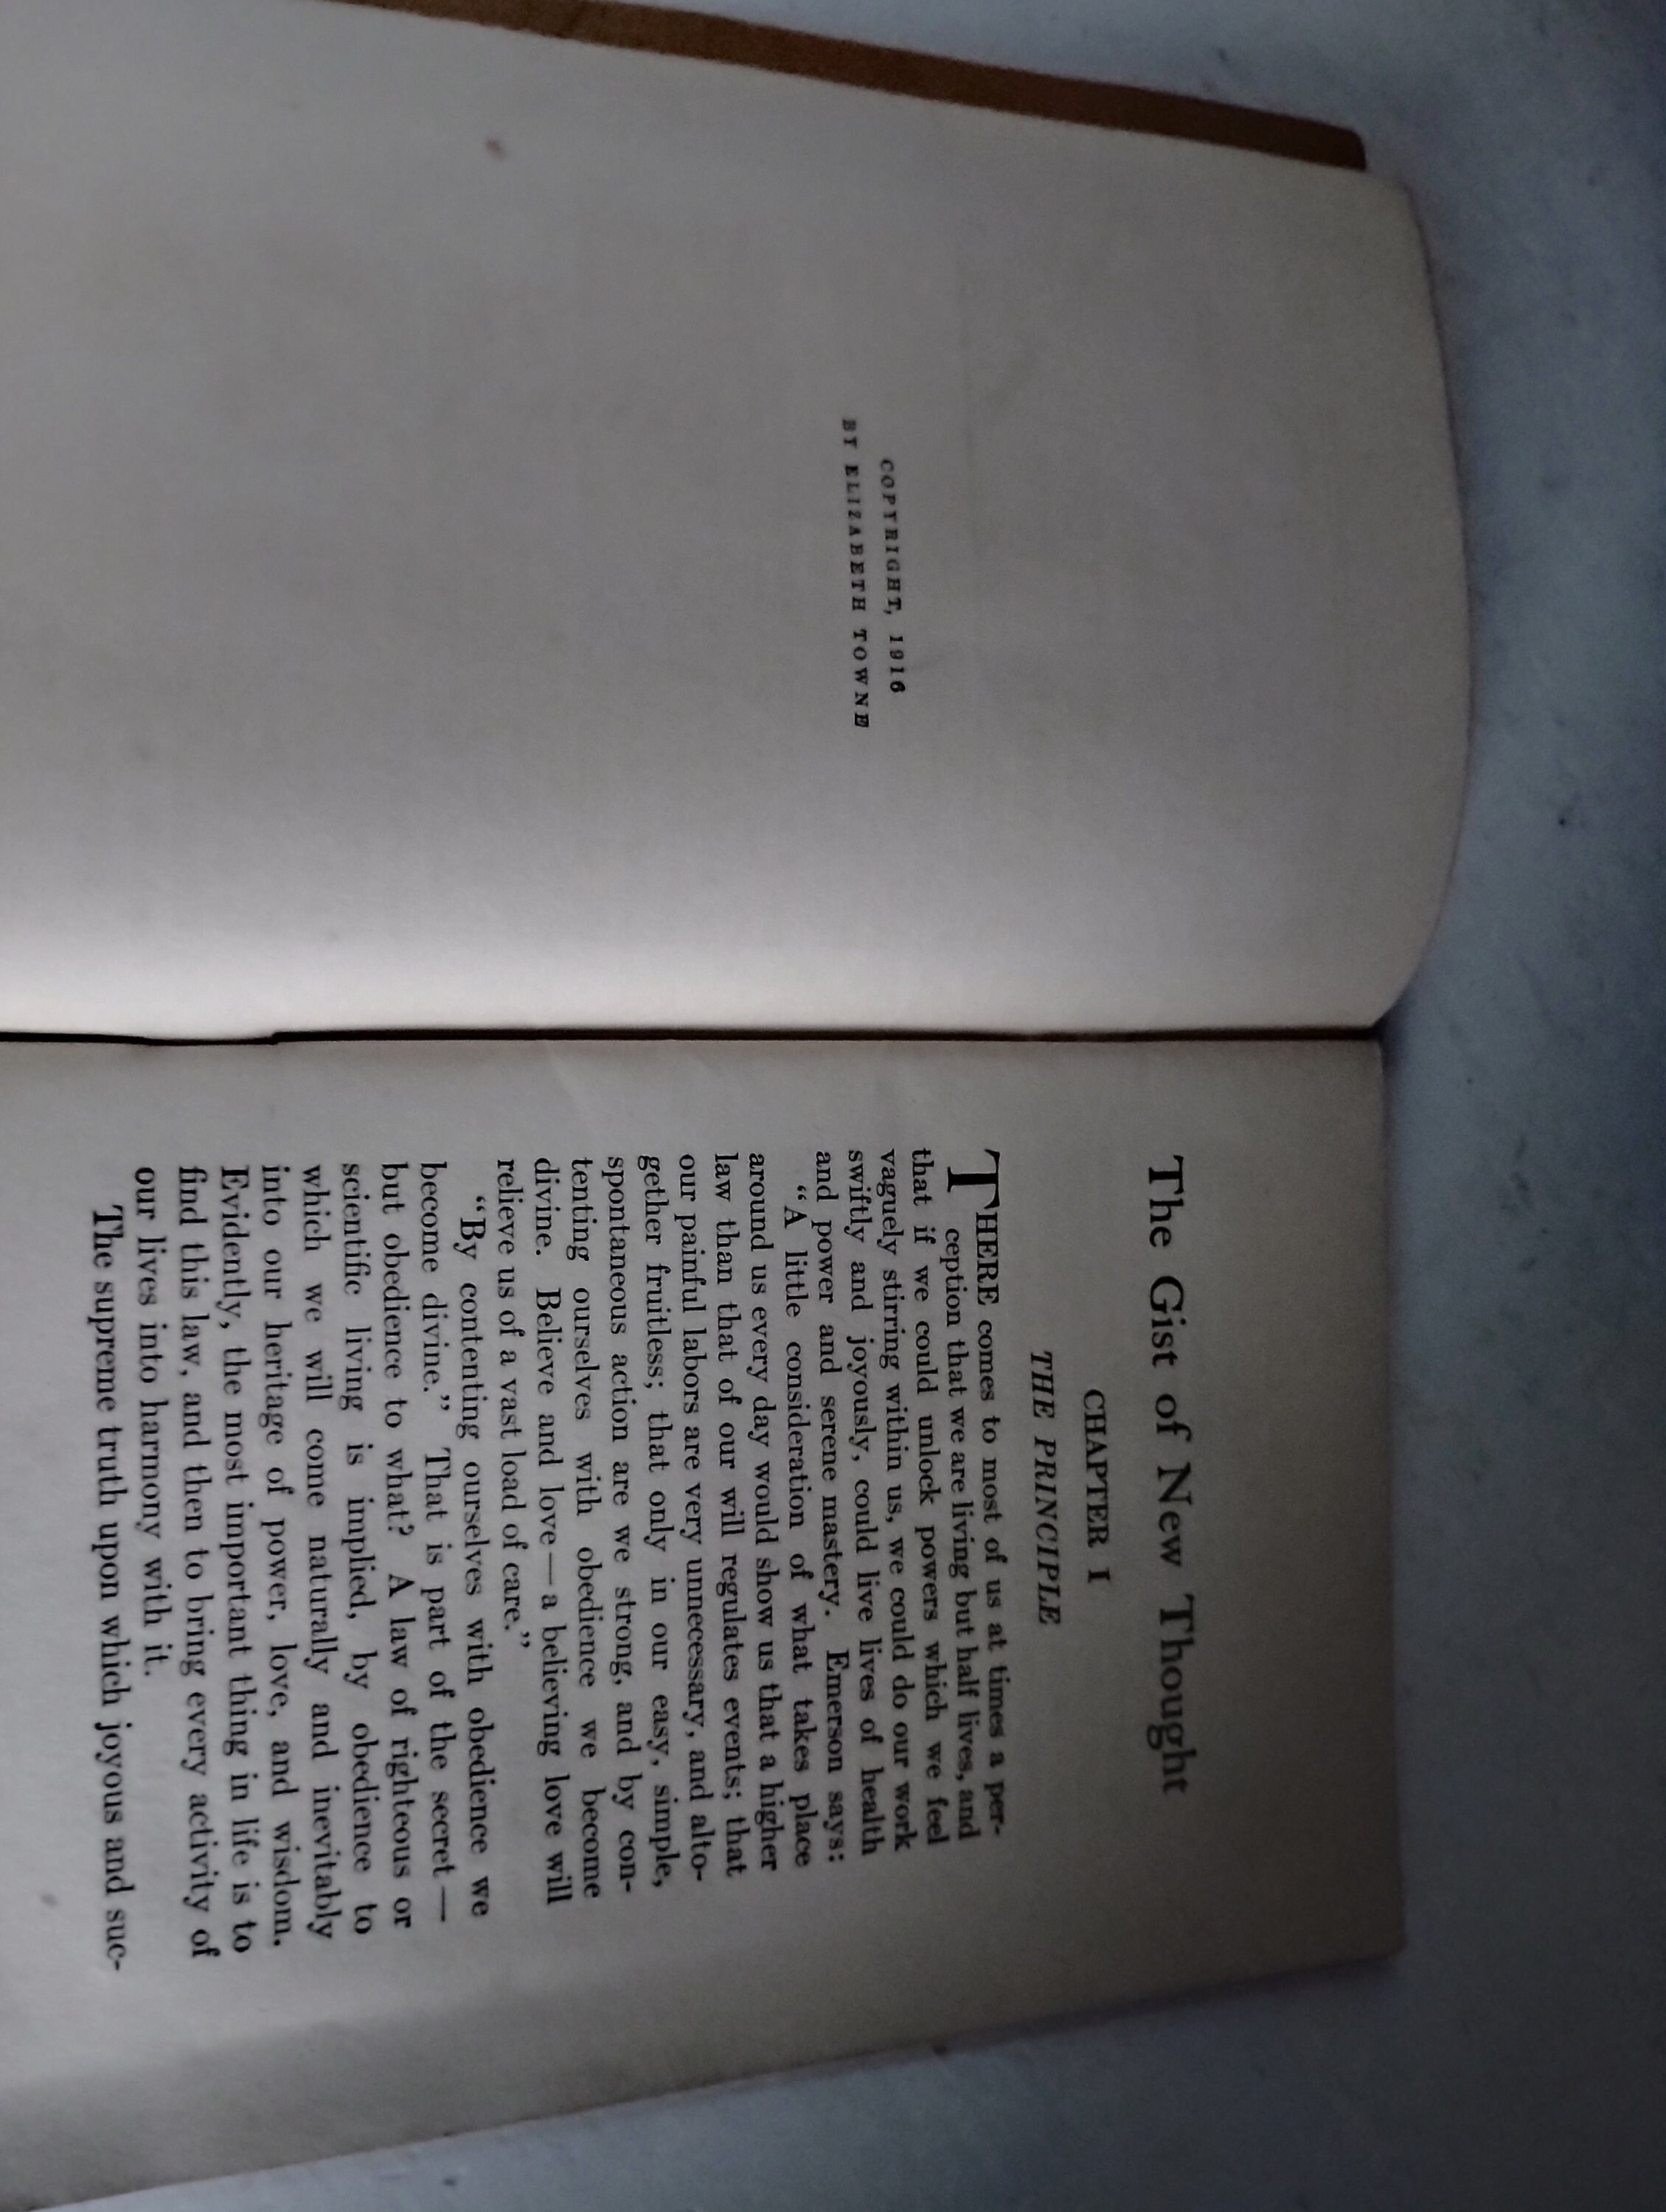 COPYRIGHT, 1916
BY ELIZABETH TOWNE
The Gist of New Thought
CHAPTER I
THE PRINCIPLE
THERE comes to most of us at times a per-
ception that we are living but half lives, and
that if we could unlock powers which we feel
vaguely stirring within us, we could do our work
swiftly and joyously, could live lives of health
and power and serene mastery. Emerson says:
“A little consideration of what takes place
around us every day would show us that a higher
law than that of our will regulates events; that
our painful labors are very unnecessary, and alto-
gether fruitless; that only in our easy, simple,
spontaneous action are we strong, and by con-
tenting ourselves with obedience we become
divine. Believe and love—a believing love will
relieve us of a vast load of care.”
“By contenting ourselves with obedience we
become divine.” That is part of the secret—
but obedience to what? A law of righteous or
scientific living is implied, by obedience to
which we will come naturally and inevitably
into our heritage of power, love, and wisdom.
Evidently, the most important thing in life is to
find this law, and then to bring every activity of
our lives into harmony with it.
The supreme truth upon which joyous and suc-